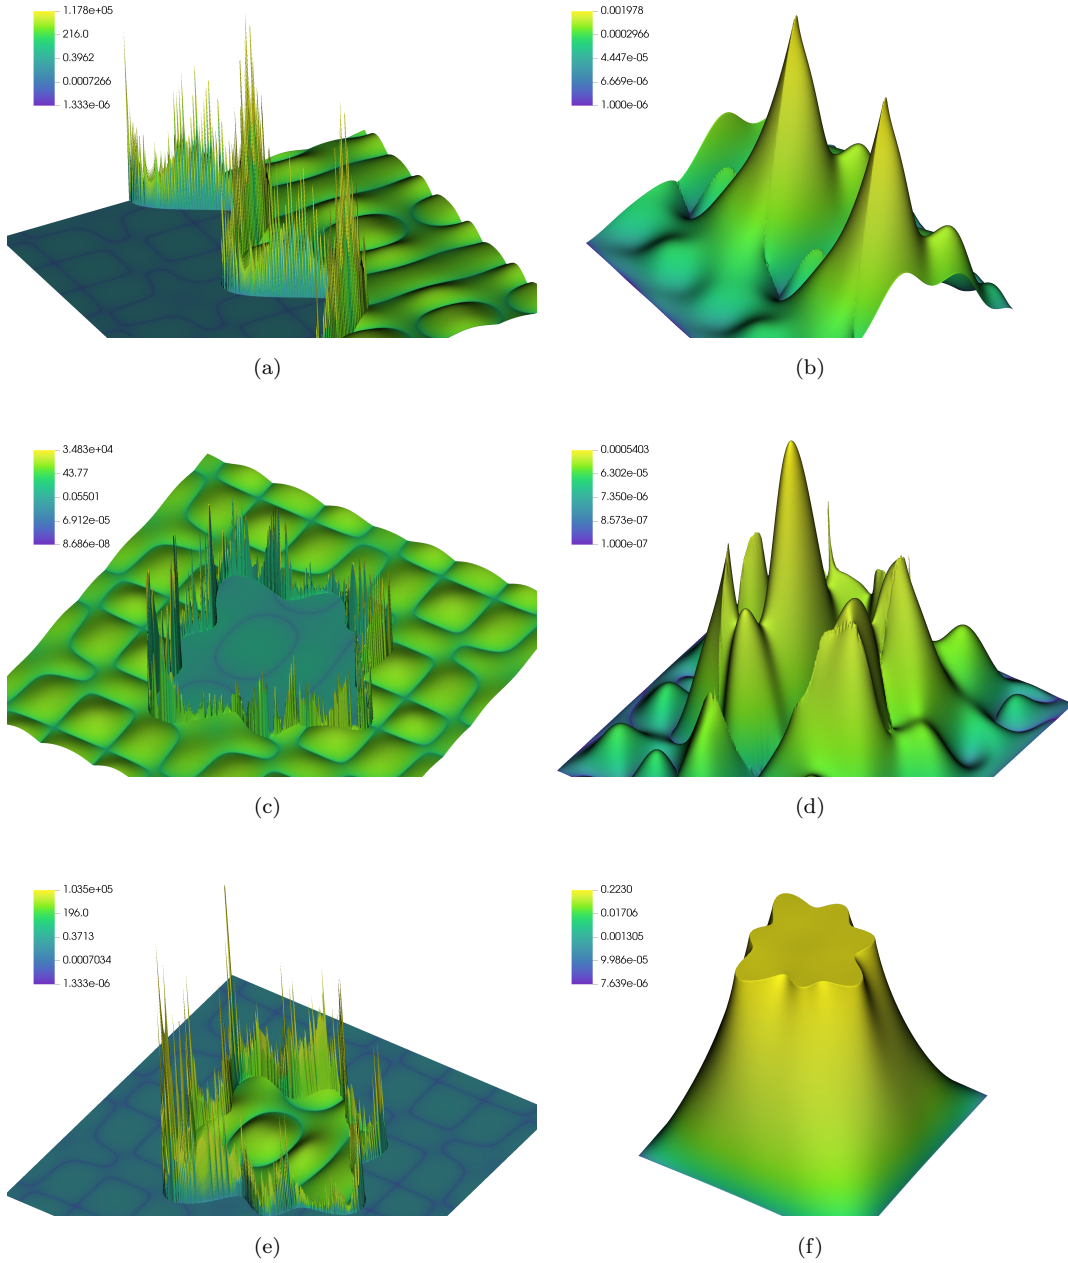 1.178e+05
216.0
0.3962
0.0007266
1.333e-06
0.001978
0.0002966
4.447e-05
6.669e-06
1.000e-06
(a)
(b)
3.483e+04
43.77
0.05501
6.912e-05
8.686e-08
0.0005403
6.302e-05
7.350e-06
8.573e-07
1.000e-07
(c)
(d)
1.035e+05
196.0
0.3713
0.0007034
1.333e-06
0.2230
0.01706
0.001305
9.986e-05
7.639e-06
(e)
(f)